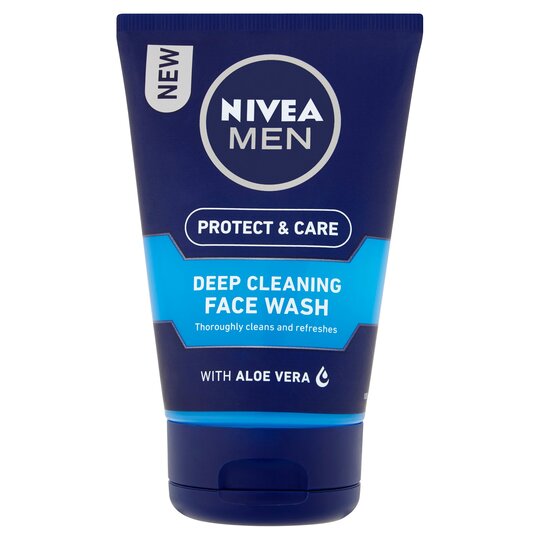 NEW
NIVEA
MEN
PROTECT & CARE
DEEP CLEANING
FACE WASH
Thoroughly cleans and refreshes
WITH ALOE VERA